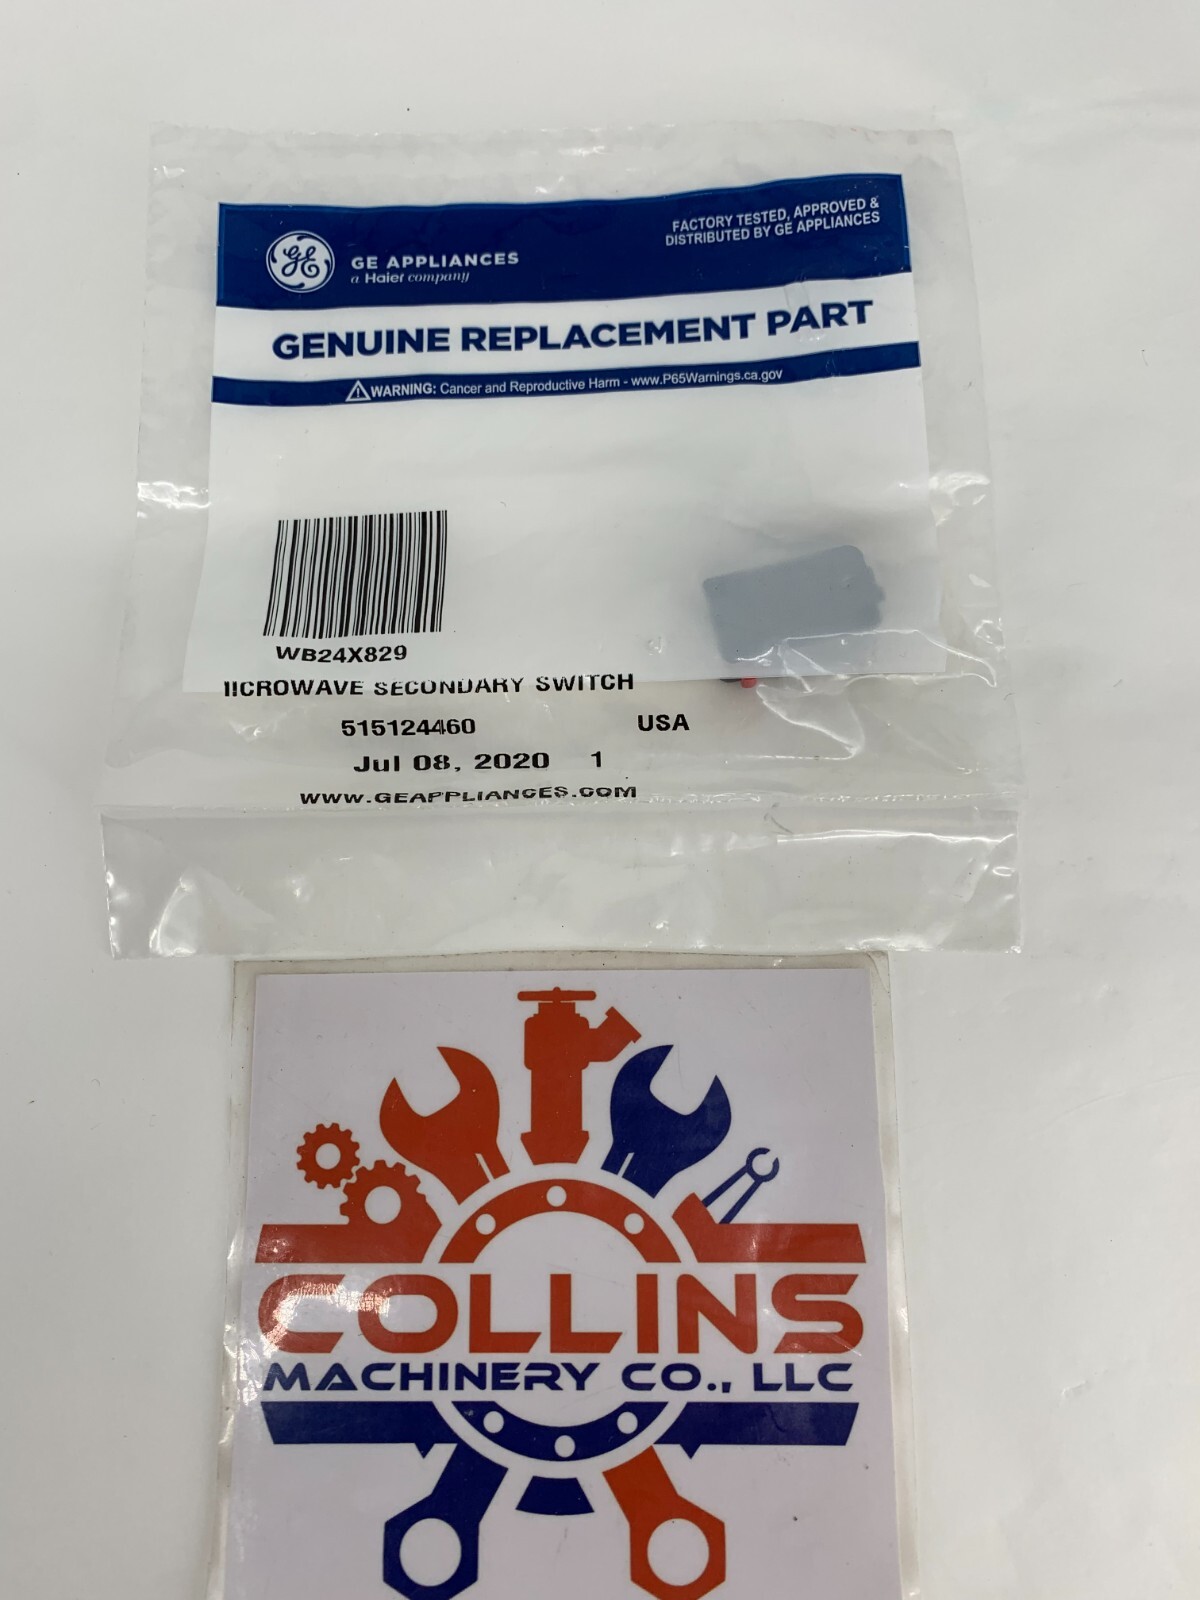 GE
GE APPLIANCES
a Haier company
FACTORY TESTED, APPROVED &
DISTRIBUTED BY GE APPLIANCES
GENUINE REPLACEMENT PART
WARNING: Cancer and Reproductive Harm - www.P65Warnings.ca.gov
WB24X829
MICROWAVE SECONDARY SWITCH
515124460 USA
Jul 08, 2020 1
WWW.GEAPPLIANCES.COM
COLLINS
MACHINERY CO., LLC